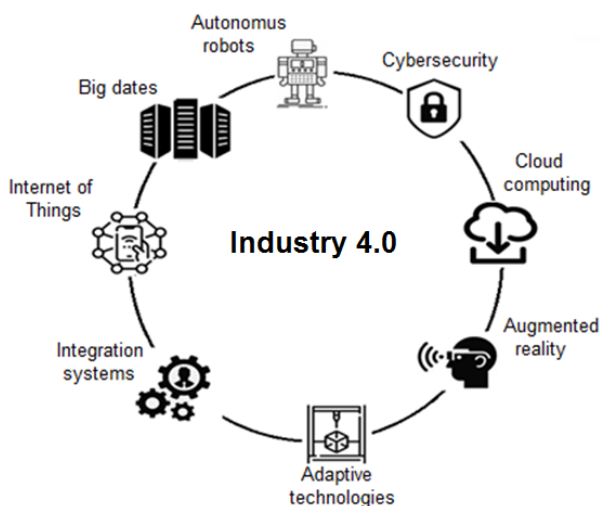 Autonomus
robots
Cybersecurity
Big dates
Cloud
computing
Internet of
Things
Industry 4.0
Augmented
reality
Integration
systems
Adaptive
technologies